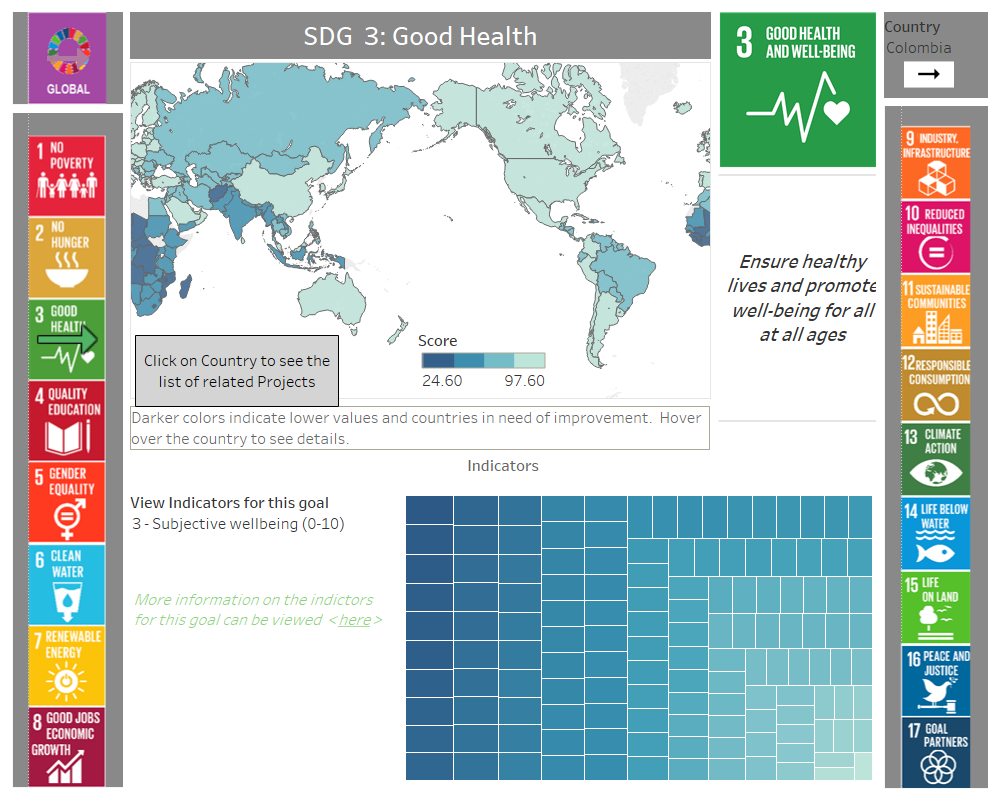 GLOBAL
SDG 3: Good Health
3 GOOD HEALTH
AND WELL-BEING
Country
Colombia
1 NO
POVERTY
2 NO
HUNGER
3 GOOD
HEALTH
4 QUALITY
EDUCATION
5 GENDER
EQUALITY
6 CLEAN
WATER
7 RENEWABLE
ENERGY
8 GOOD JOBS
ECONOMIC
GROWTH
Score
24.60 97.60
Click on Country to see the
list of related Projects
Darker colors indicate lower values and countries in need of improvement. Hover
over the country to see details.
Ensure healthy
lives and promote
well-being for all
at all ages
Indicators
View Indicators for this goal
3 - Subjective wellbeing (0-10)
More information on the indictors
for this goal can be viewed <here>
9 INDUSTRY,
INFRASTRUCTURE
10 REDUCED
INEQUALITIES
11 SUSTAINABLE
COMMUNITIES
12 RESPONSIBLE
CONSUMPTION
13 CLIMATE
ACTION
14 LIFE BELOW
WATER
15 LIFE
ON LAND
16 PEACE AND
JUSTICE
17 GOAL
PARTNERS